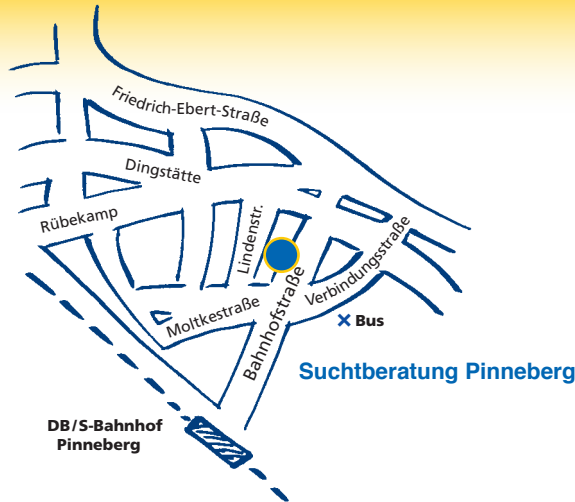 Friedrich-Ebert-Straße
Dingstätte
Rübekamp
Lindenstr.
Verbindungsstraße
Moltkestraße
Bahnhofstraße
× Bus
Suchtberatung Pinneberg
DB/S-Bahnhof
Pinneberg